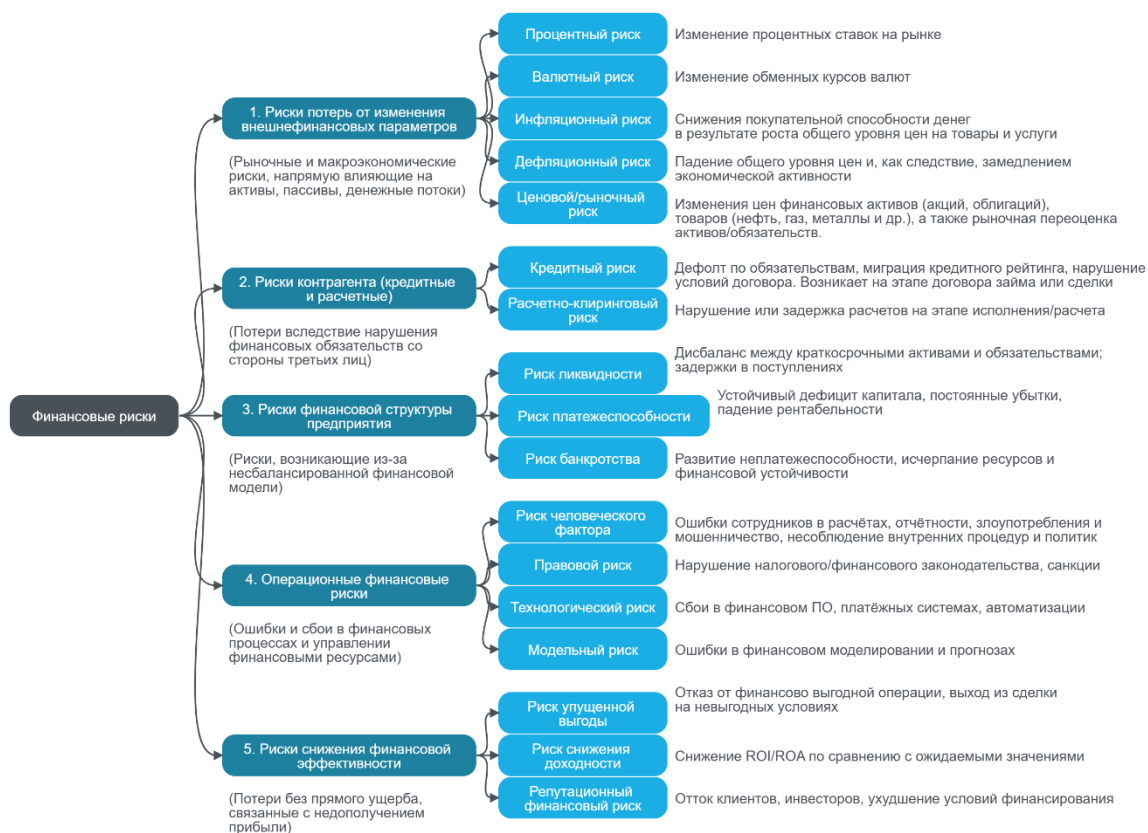 Финансовые риски
1. Риски потерь от изменения
внешнефинансовых параметров
(Рыночные и макроэкономические
риски, напрямую влияющие на
активы, пассивы, денежные потоки)
Процентный риск
Изменение процентных ставок на рынке
Валютный риск
Изменение обменных курсов валют
Инфляционный риск
Снижения покупательной способности денег
в результате роста общего уровня цен на товары и услуги
Дефляционный риск
Падение общего уровня цен и, как следствие, замедлением
экономической активности
Ценовой/рыночный
риск
Изменения цен финансовых активов (акций, облигаций),
товаров (нефть, газ, металлы и др.), а также рыночная переоценка
активов/обязательств.
2. Риски контрагента (кредитные
и расчетные)
(Потери вследствие нарушения
финансовых обязательств со
стороны третьих лиц)
Кредитный риск
Дефолт по обязательствам, миграция кредитного рейтинга, нарушение
условий договора. Возникает на этапе договора займа или сделки
Расчетно-клиринговый
риск
Нарушение или задержка расчетов на этапе исполнения/расчета
3. Риски финансовой структуры
предприятия
(Риски, возникающие из-за
несбалансированной финансовой
модели)
Риск ликвидности
Дисбаланс между краткосрочными активами и обязательствами;
задержки в поступлениях
Риск платежеспособности
Устойчивый дефицит капитала, постоянные убытки,
падение рентабельности
Риск банкротства
Развитие неплатежеспособности, исчерпание ресурсов и
финансовой устойчивости
4. Операционные финансовые
риски
(Ошибки и сбои в финансовых
процессах и управлении
финансовыми ресурсами)
Риск человеческого
фактора
Ошибки сотрудников в расчётах, отчётности, злоупотребления и
мошенничество, несоблюдение внутренних процедур и политик
Правовой риск
Нарушение налогового/финансового законодательства, санкции
Технологический риск
Сбои в финансовом ПО, платёжных системах, автоматизации
Модельный риск
Ошибки в финансовом моделировании и прогнозах
5. Риски снижения финансовой
эффективности
(Потери без прямого ущерба,
связанные с недополучением
прибыли)
Риск упущенной
выгоды
Отказ от финансово выгодной операции, выход из сделки
на невыгодных условиях
Риск снижения
доходности
Снижение ROI/ROA по сравнению с ожидаемыми значениями
Репутационный
финансовый риск
Отток клиентов, инвесторов, ухудшение условий финансирования